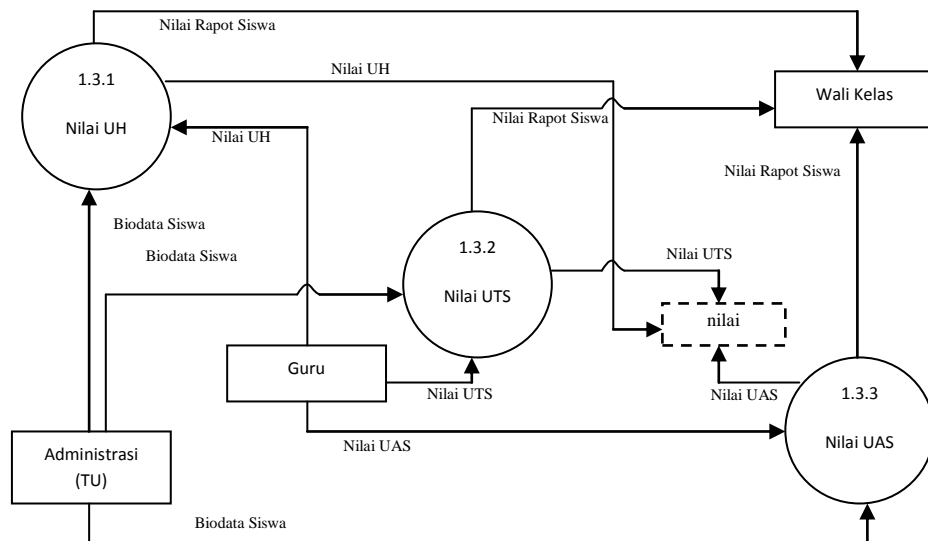 Nilai Rapot Siswa
1.3.1
Nilai UH
Nilai UH
Wali Kelas
Nilai Rapot Siswa
Nilai UH
Nilai Rapot Siswa
Biodata Siswa
Biodata Siswa
1.3.2
Nilai UTS
Nilai UTS
nilai
Guru
Nilai UTS
Nilai UAS
1.3.3
Nilai UAS
Nilai UAS
Administrasi
(TU)
Biodata Siswa